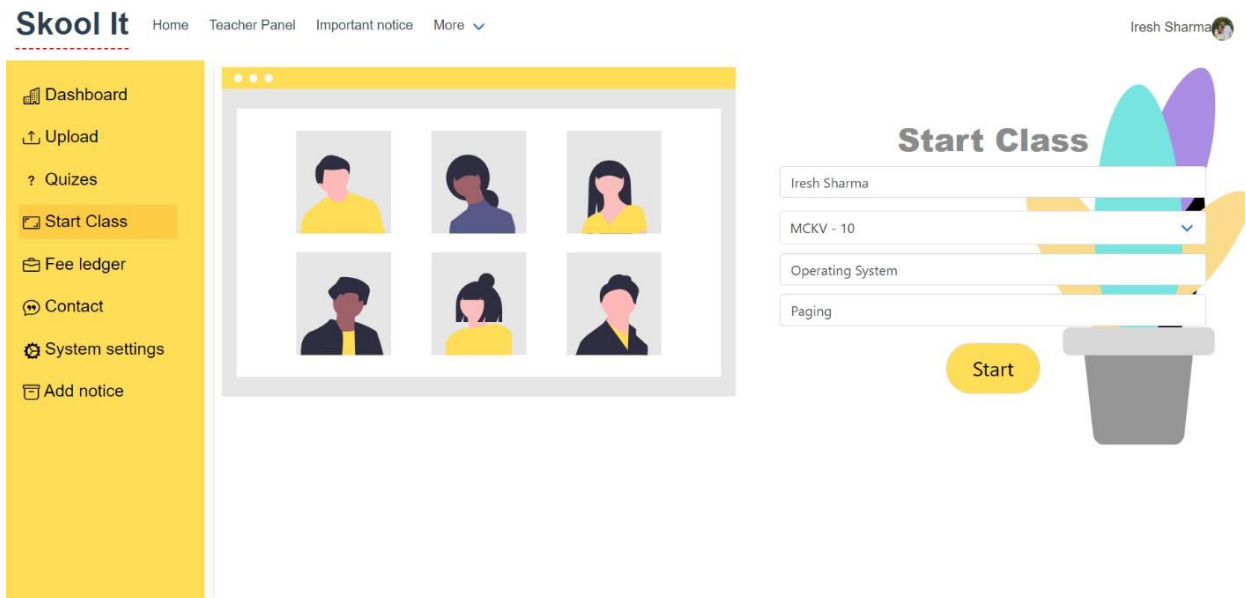 Skool It
Home Teacher Panel Important notice More
Iresh Sharma
Dashboard
Upload
? Quizes
Start Class
Fee ledger
Contact
System settings
Add notice
Start Class
Iresh Sharma
MCKV - 10
Operating System
Paging
Start